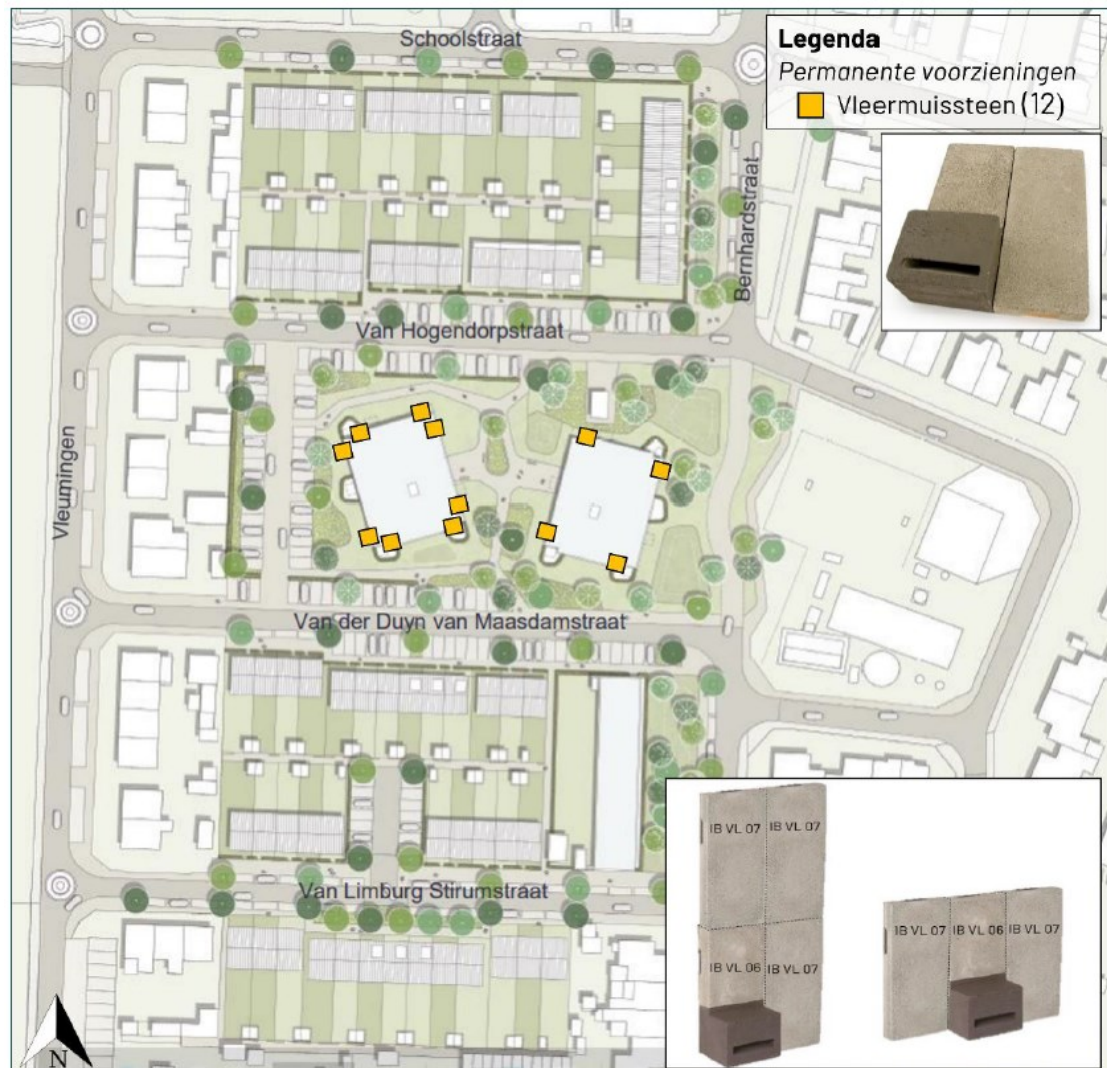 Legenda
Permanente voorzieningen
Vleermuissteen (12)
Schoolstraat
Bernhardstraat
Van Hogendorpstraat
Vleumingen
Van der Duyn van Maasdamstraat
Van Limburg Stirumstraat
IB VL 07 IB VL 07
IB VL 06 IB VL 07
IB VL 07 IB VL 06 IB VL 07
N